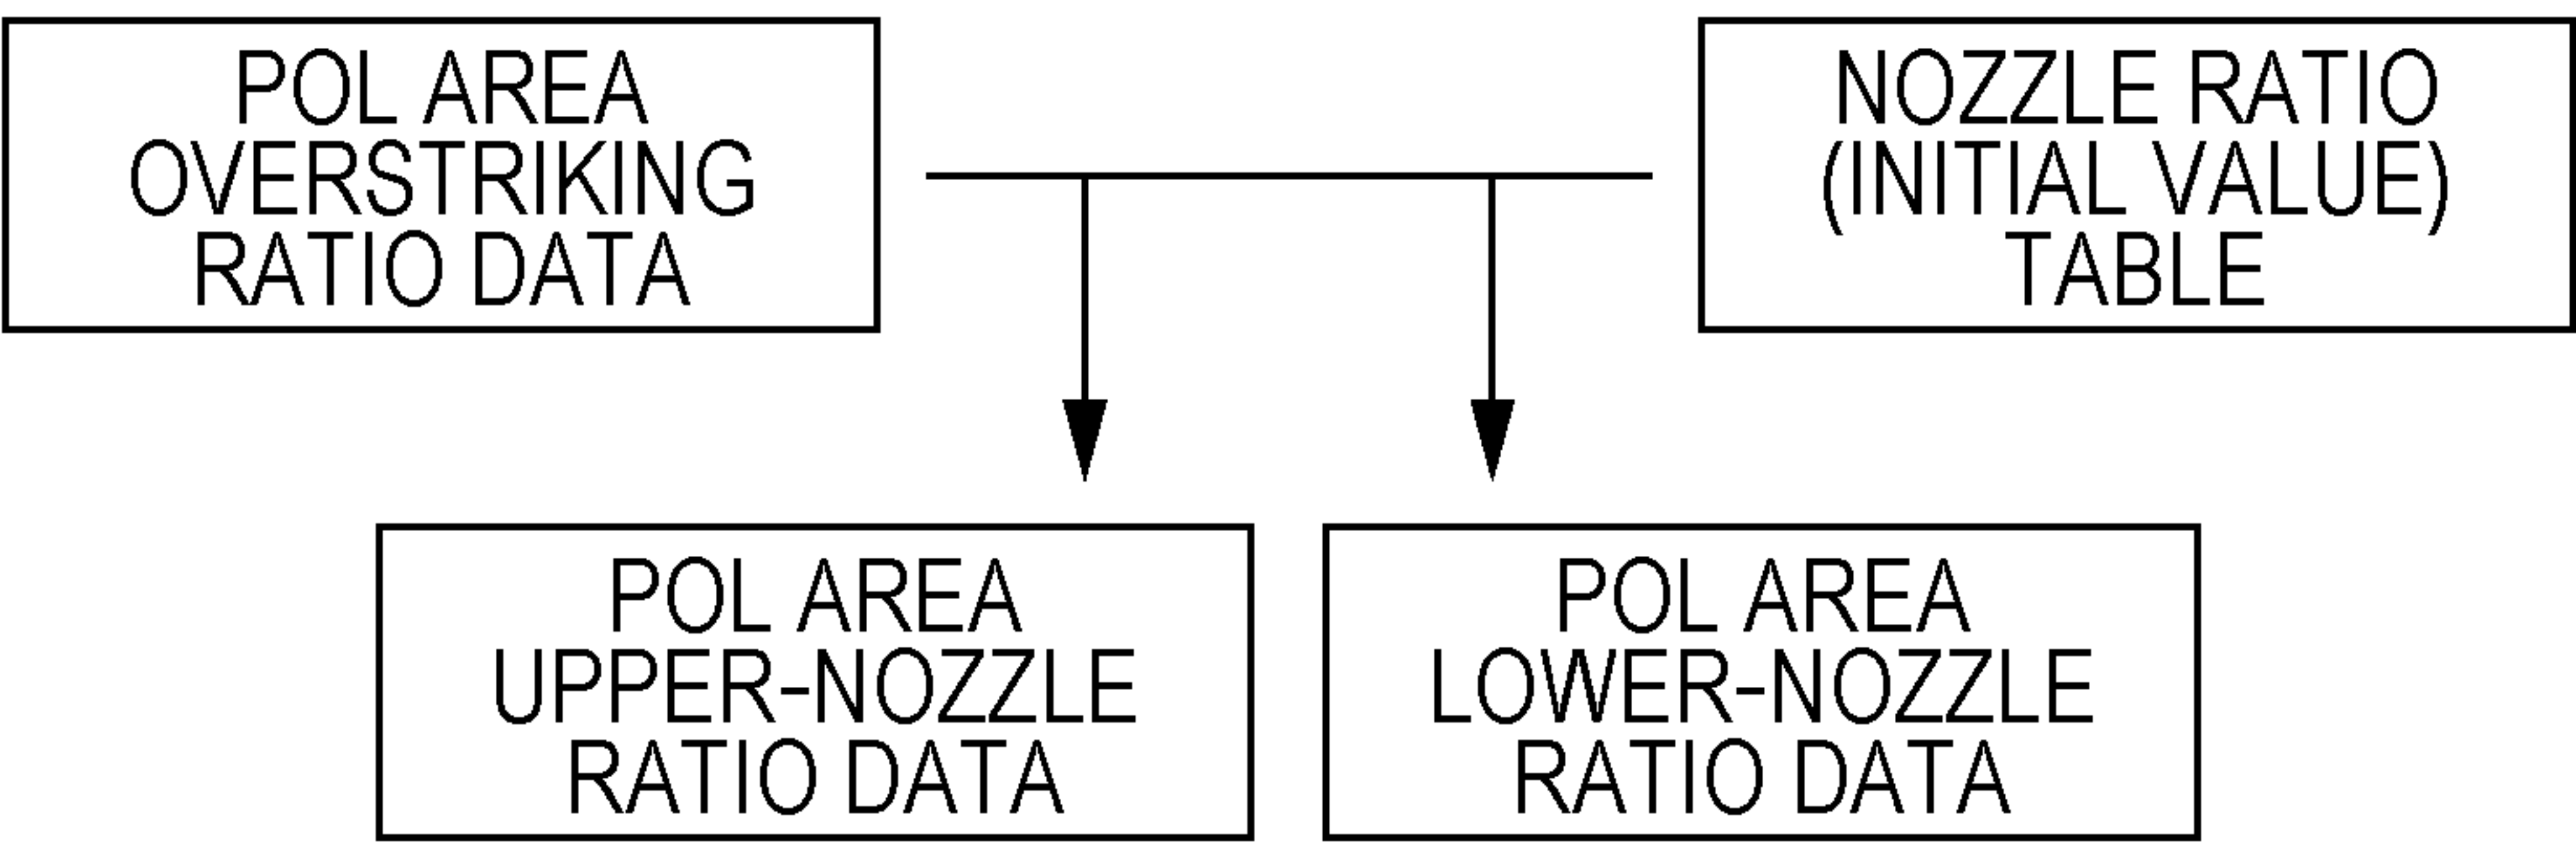 POL AREA
OVERSTRIKING
RATIO DATA
NOZZLE RATIO
(INITIAL VALUE)
TABLE
POL AREA
UPPER-NOZZLE
RATIO DATA
POL AREA
LOWER-NOZZLE
RATIO DATA